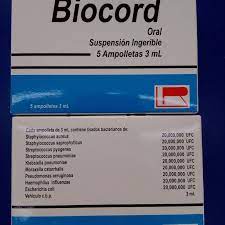 Biocord
Oral
Suspensión Ingerible
5 Ampolletas 3 mL
5 ampolletas 3 mL
R
Cada ampolleta de 3 mL contiene lisados bacterianos de:
Staphylococcus aureus 20,000,000 UFC
Staphylococcus saprophyticus 20,000,000 UFC
Streptococcus pyogenes 20,000,000 UFC
Streptococcus pneumoniae 20,000,000 UFC
Klebsiella pneumoniae 20,000,000 UFC
Moraxella catarrhalis 20,000,000 UFC
Pseudomonas aeruginosa 20,000,000 UFC
Haemophilus influenzae 20,000,000 UFC
Escherichia coli 20,000,000 UFC
Vehículo c.b.p. 3 mL